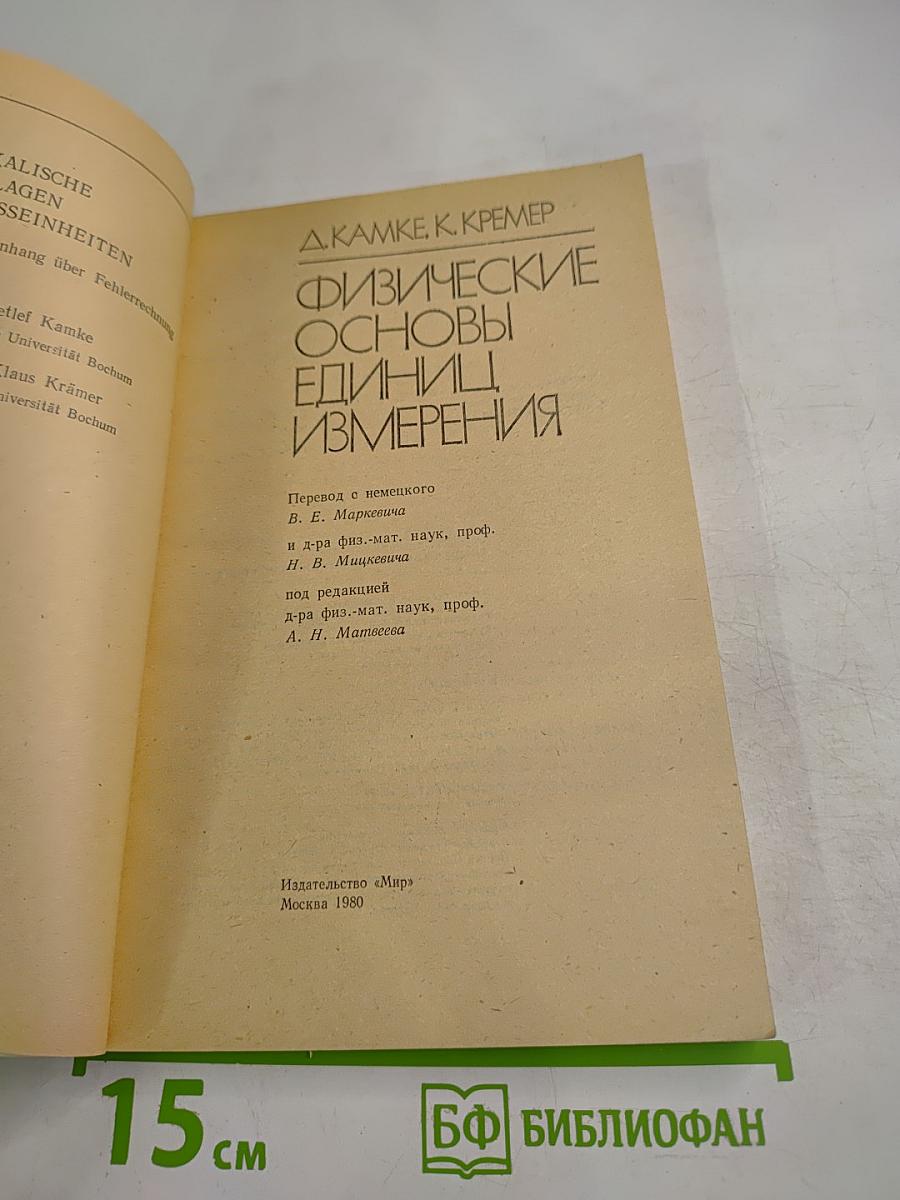 KALISCHE
LAGEN
SSEINHEITEN
nhang über Fehlerrechnung
etlef Kamke
Universität Bochum
Klaus Krämer
niversität Bochum
Д. КАМКЕ, К. КРЕМЕР
ФИЗИЧЕСКИЕ
ОСНОВЫ
ЕДИНИЦ
ИЗМЕРЕНИЯ
Перевод с немецкого
В. Е. Маркевича
и д-ра физ.-мат. наук, проф.
Н. В. Мицкевича
под редакцией
д-ра физ.-мат. наук, проф.
А. Н. Матвеева
Издательство «Мир»
Москва 1980
15 см
БФ БИБЛИОФАН